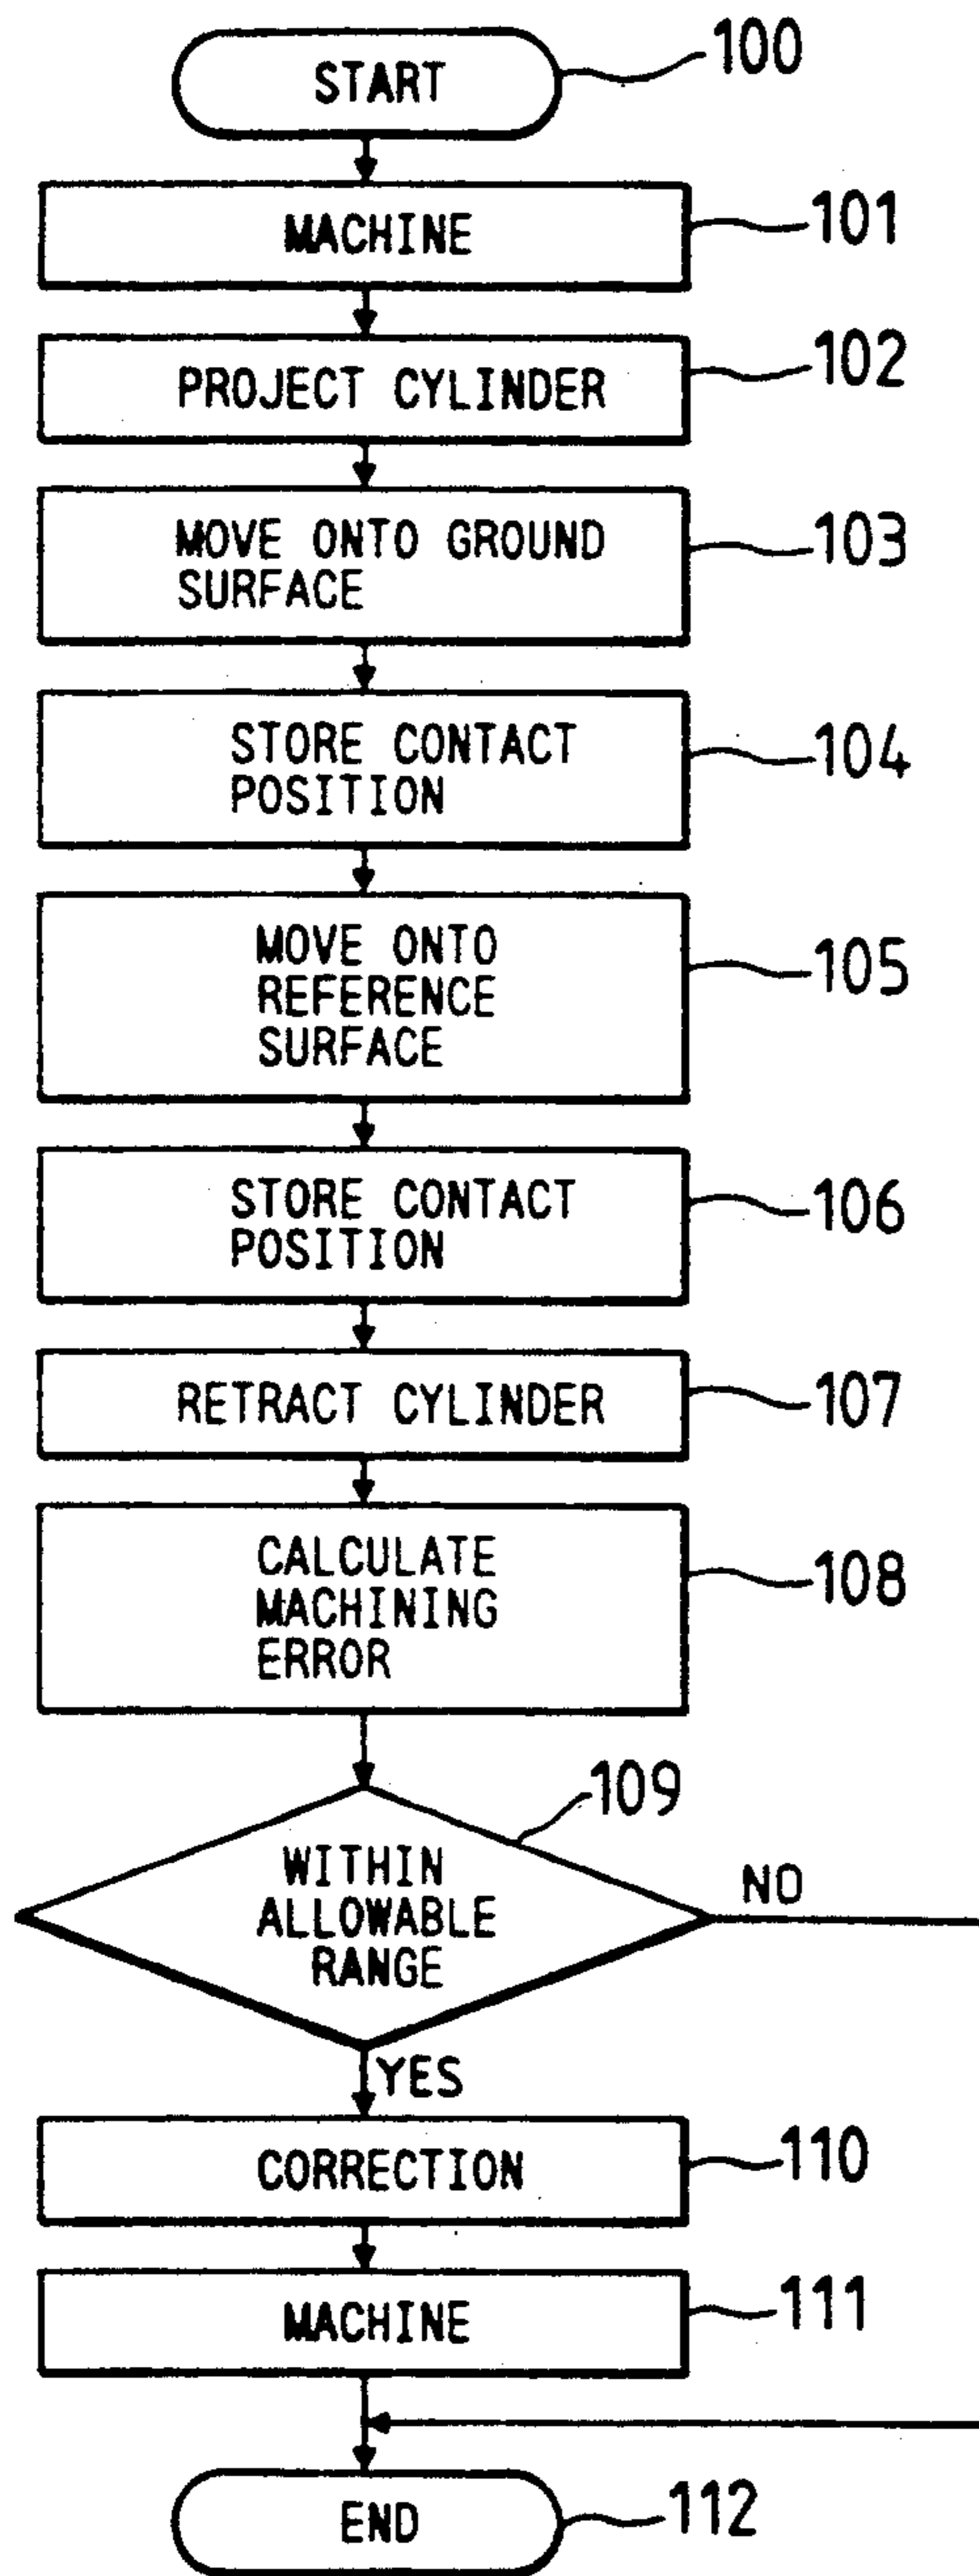 START
100
MACHINE
101
PROJECT CYLINDER
102
MOVE ONTO GROUND
SURFACE
103
STORE CONTACT
POSITION
104
MOVE ONTO
REFERENCE
SURFACE
105
STORE CONTACT
POSITION
106
RETRACT CYLINDER
107
CALCULATE
MACHINING
ERROR
108
109
WITHIN
ALLOWABLE
RANGE
NO
YES
CORRECTION
110
MACHINE
111
END
112